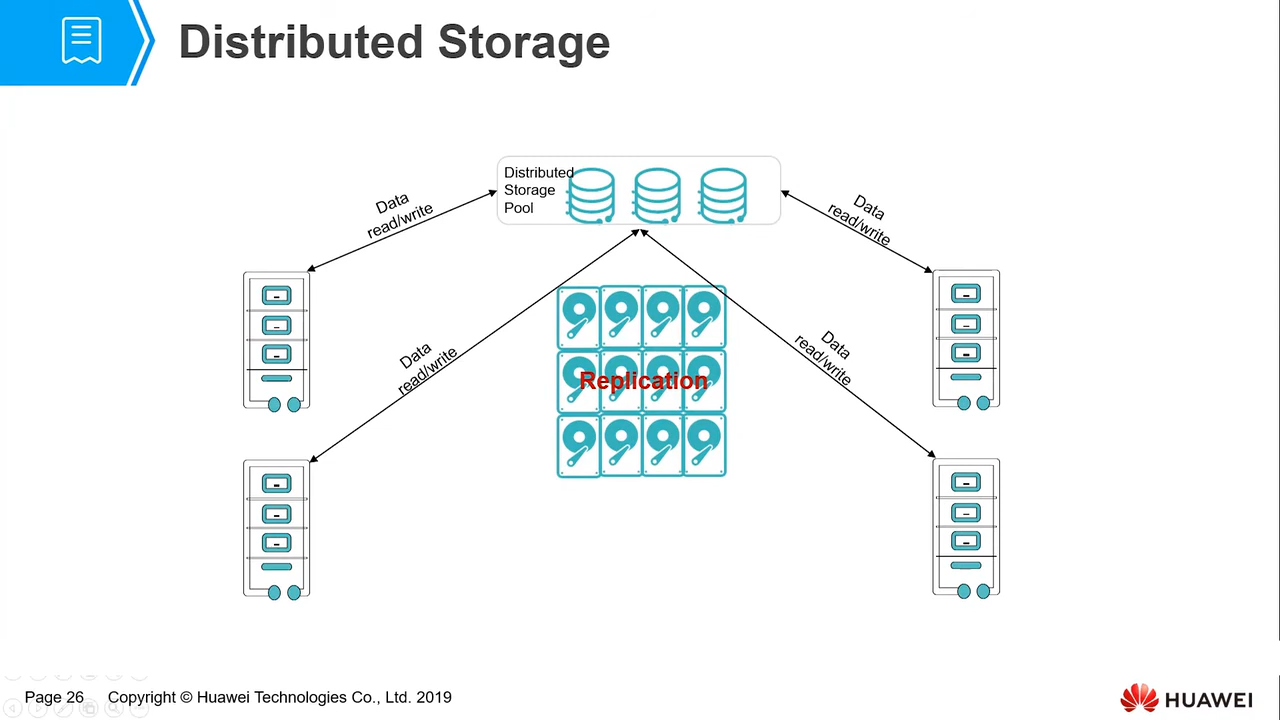 Distributed Storage
Distributed
Storage
Pool
Data
read/write
Data
read/write
Data
read/write
Data
read/write
Replication
Page 26
Copyright © Huawei Technologies Co., Ltd. 2019
HUAWEI